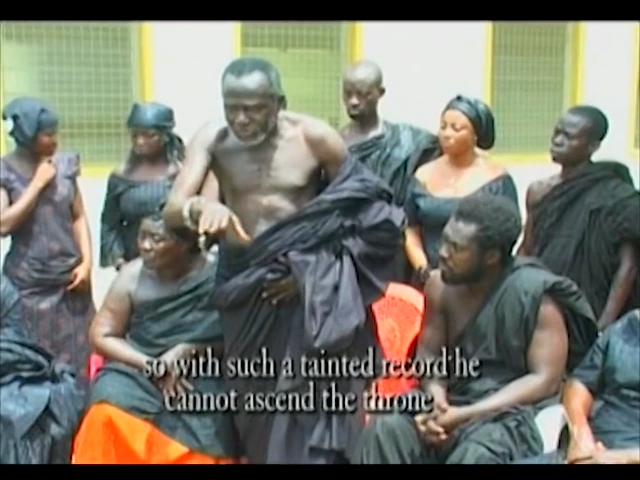 so with such a tainted record he
cannot ascend the throne